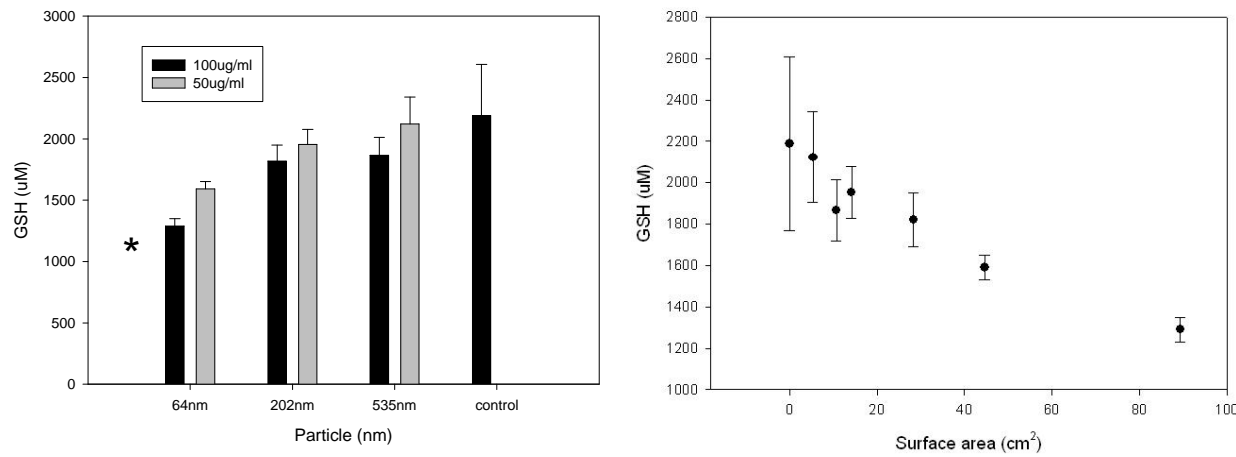 3000
2500
2000
1500
1000
500
0
GSH (uM)
100ug/ml
50ug/ml
*
64nm
202nm
535nm
control
Particle (nm)
2800
2600
2400
2200
2000
1800
1600
1400
1200
1000
GSH (uM)
0
20
40
60
80
100
Surface area (cm²)